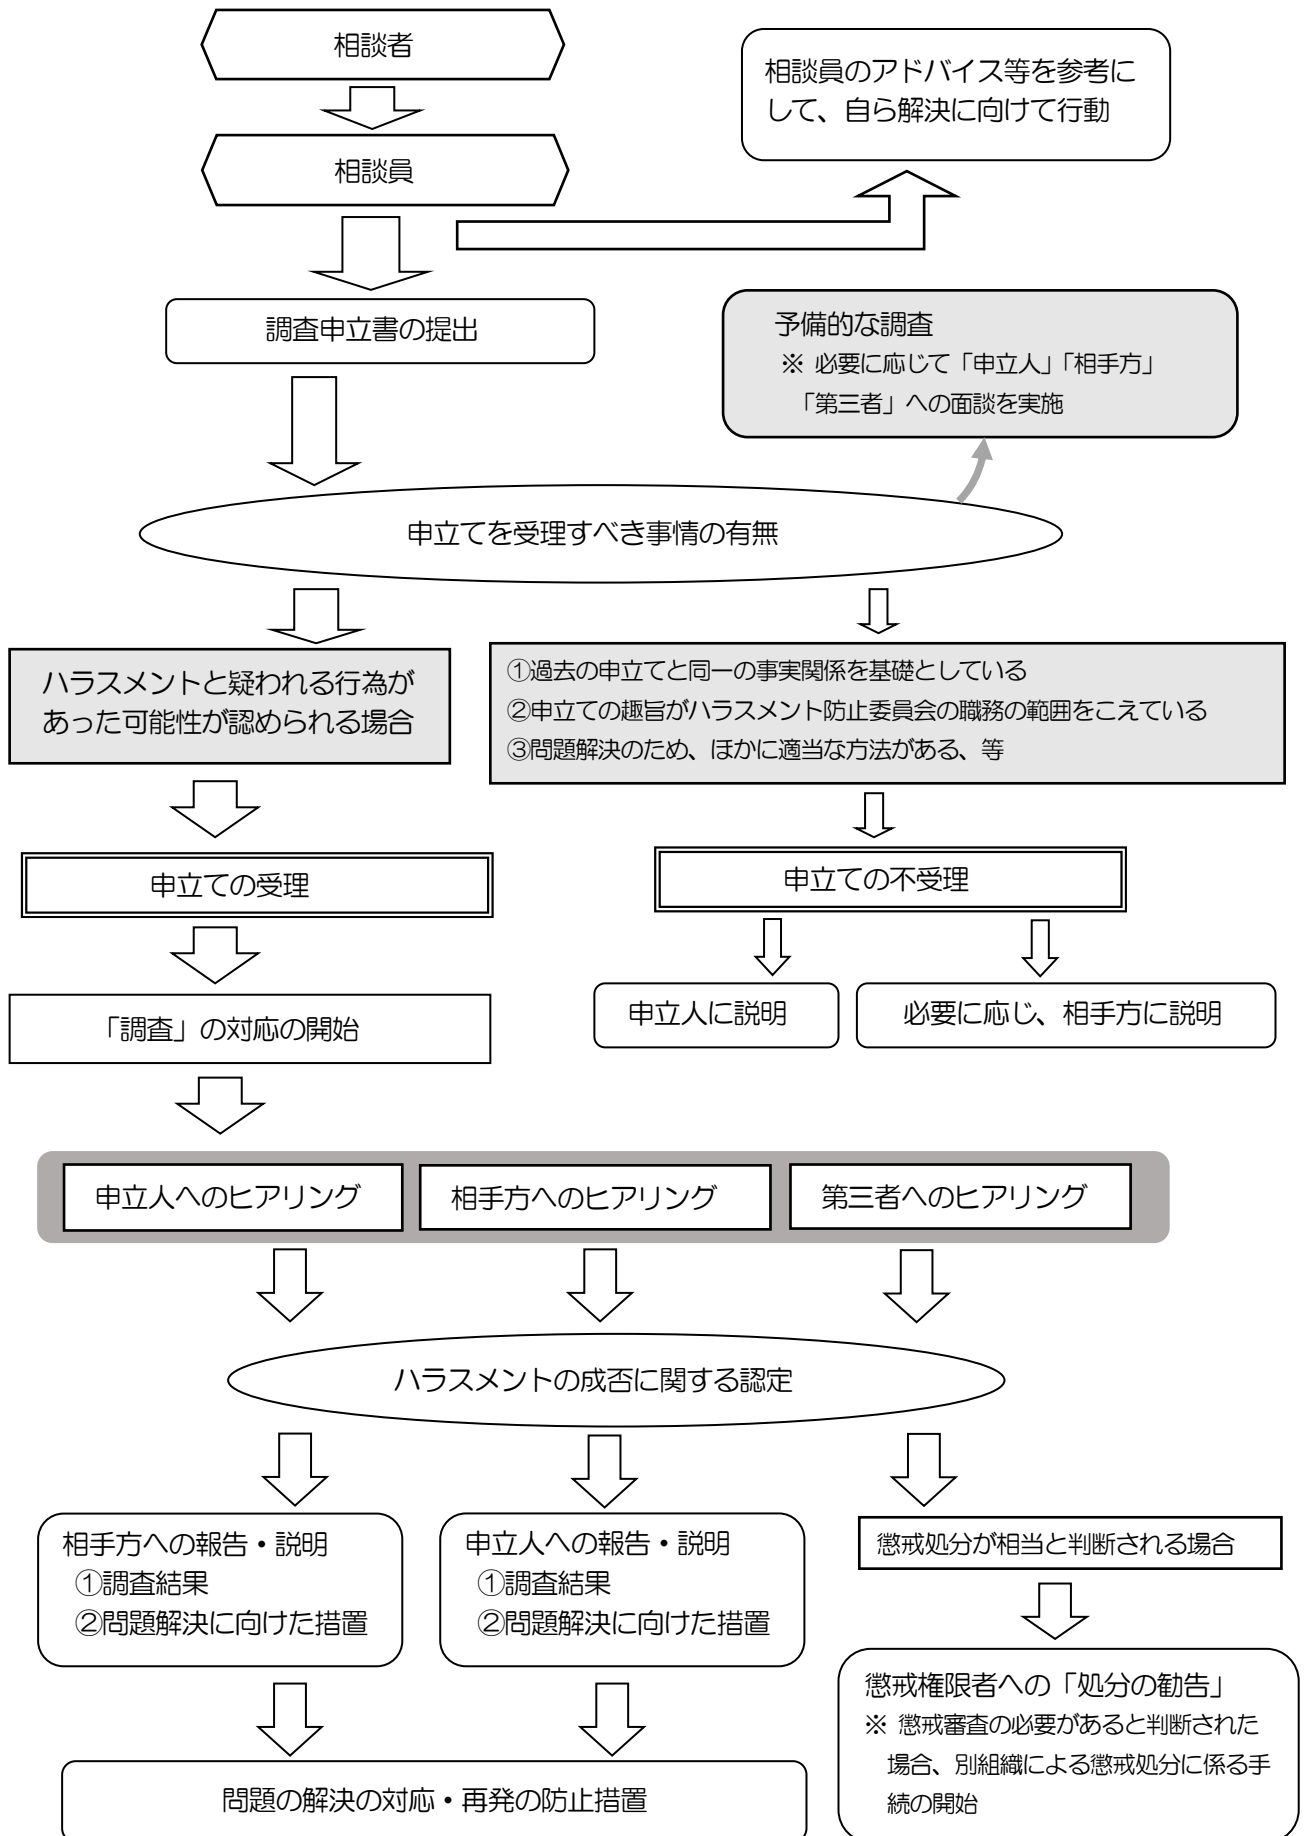 相談者
相談員のアドバイス等を参考に
して、自ら解決に向けて行動
相談員
調査申立書の提出
予備的な調査
※ 必要に応じて「申立人」「相手方」
「第三者」への面談を実施
申立てを受理すべき事情の有無
ハラスメントと疑われる行為が
あった可能性が認められる場合
①過去の申立てと同一の事実関係を基礎としている
②申立ての趣旨がハラスメント防止委員会の職務の範囲をこえている
③問題解決のため、ほかに適当な方法がある、等
申立ての受理
申立ての不受理
「調査」の対応の開始
申立人に説明
必要に応じ、相手方に説明
申立人へのヒアリング
相手方へのヒアリング
第三者へのヒアリング
ハラスメントの成否に関する認定
相手方への報告・説明
①調査結果
②問題解決に向けた措置
申立人への報告・説明
①調査結果
②問題解決に向けた措置
懲戒処分が相当と判断される場合
懲戒権限者への「処分の勧告」
※ 懲戒審査の必要があると判断された
場合、別組織による懲戒処分に係る手
続の開始
問題の解決の対応・再発の防止措置